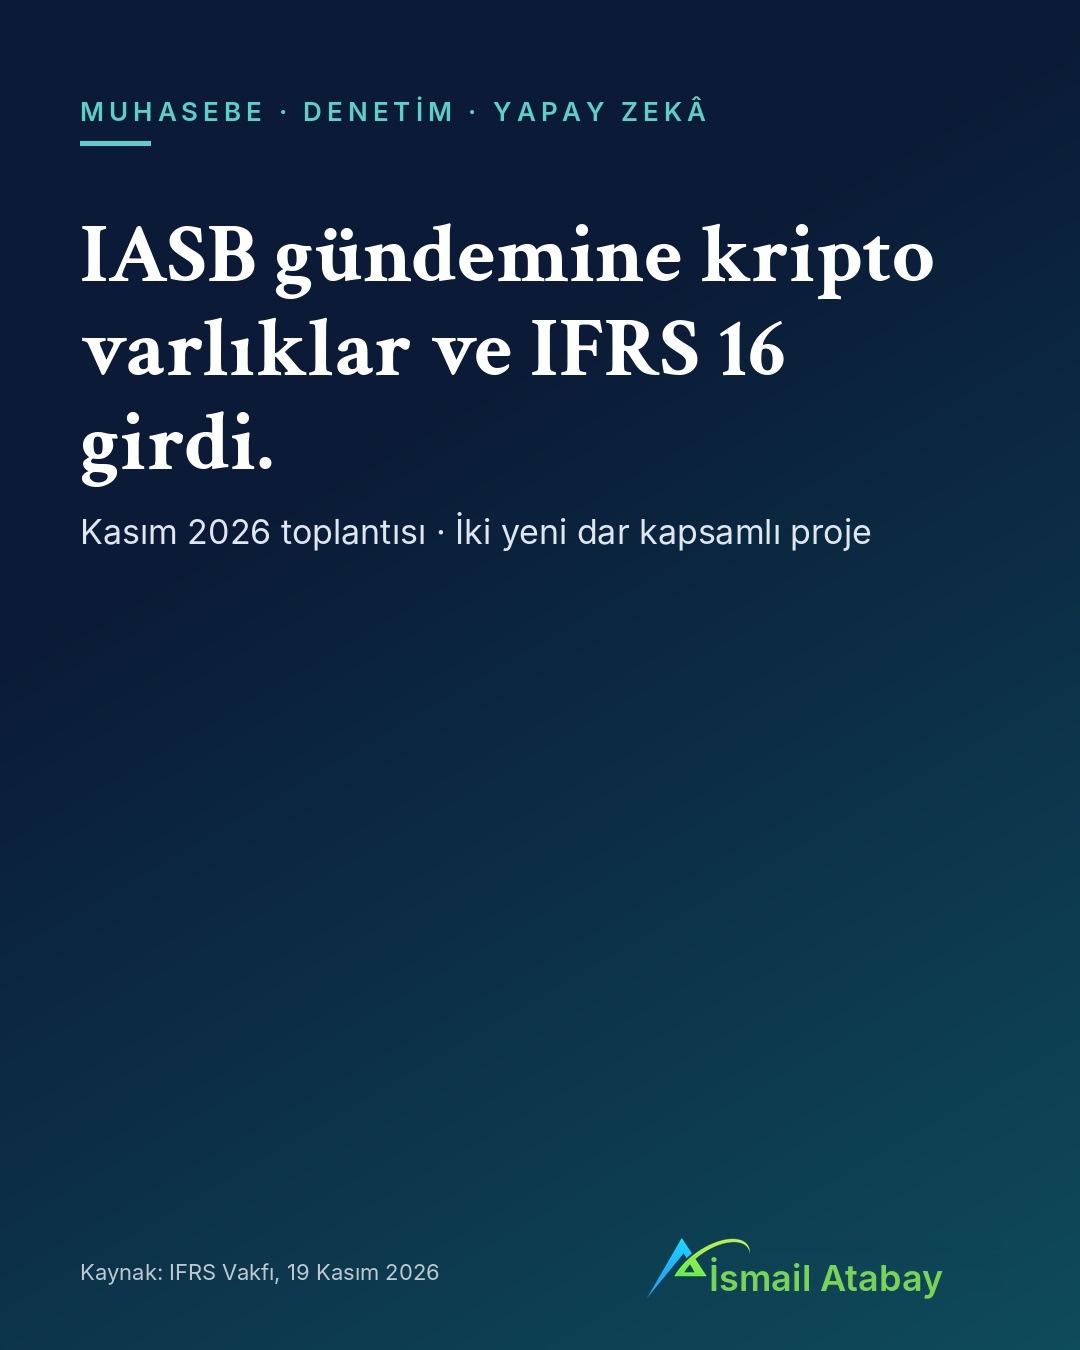 MUHASEBE · DENETİM · YAPAY ZEKÂ
IASB gündemine kripto
varlıklar ve IFRS 16
girdi.
Kasım 2026 toplantısı · İki yeni dar kapsamlı proje
Kaynak: IFRS Vakfı, 19 Kasım 2026
İsmail Atabay